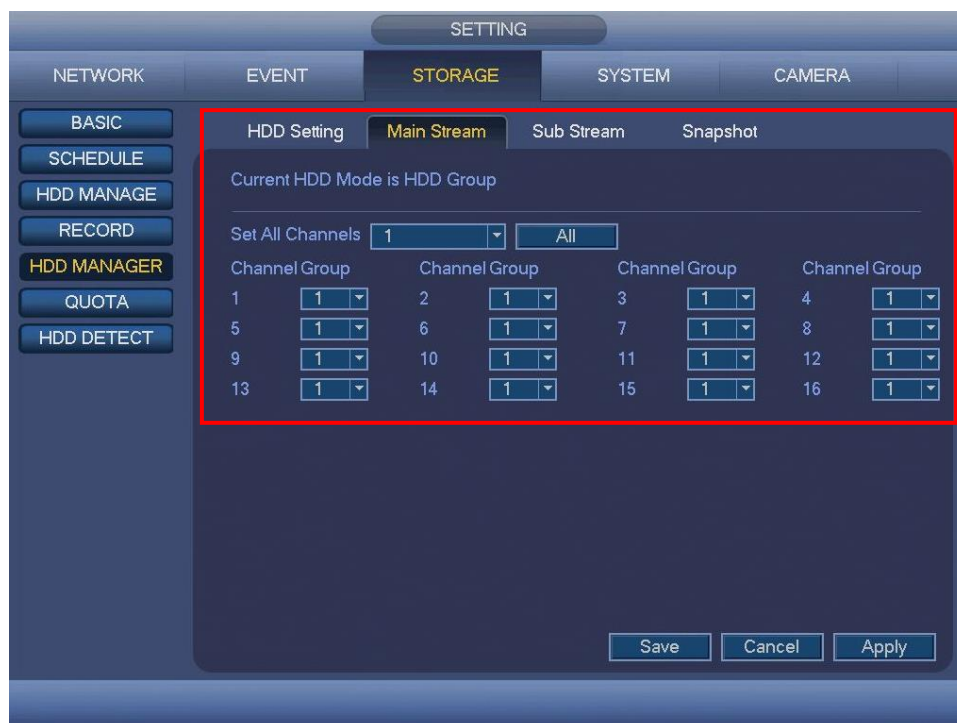 SETTING
NETWORK EVENT STORAGE SYSTEM CAMERA
BASIC
SCHEDULE
HDD MANAGE
RECORD
HDD MANAGER
QUOTA
HDD DETECT
HDD Setting Main Stream Sub Stream Snapshot
Current HDD Mode is HDD Group
Set All Channels 1 All
Channel Group Channel Group Channel Group Channel Group
1 1 2 1 3 1 4 1
5 1 6 1 7 1 8 1
9 1 10 1 11 1 12 1
13 1 14 1 15 1 16 1
Save Cancel Apply